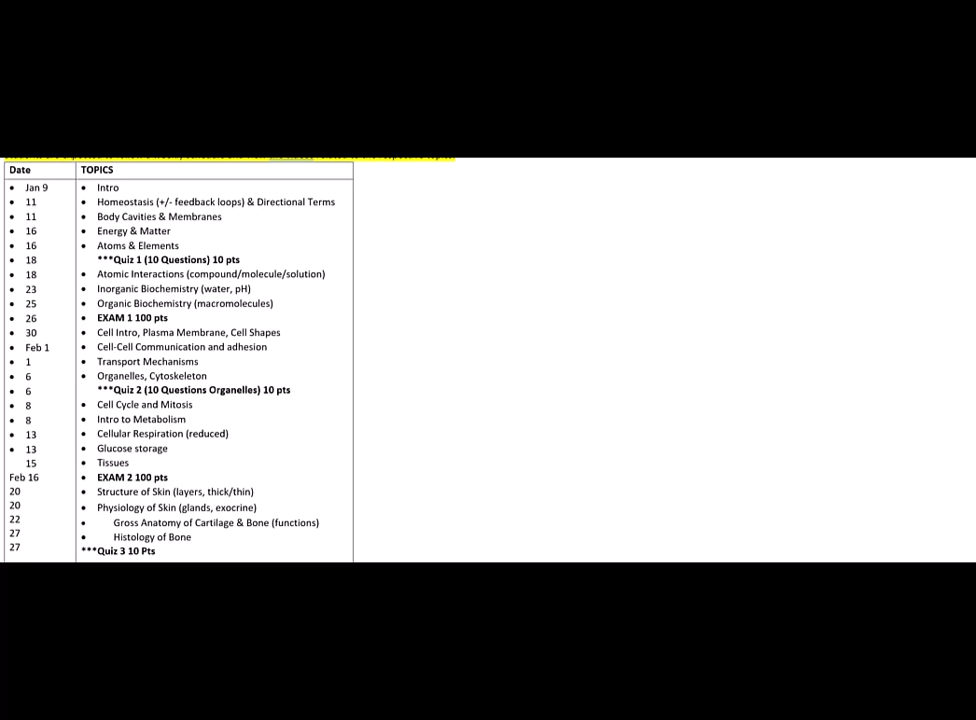 Date TOPICS
• Jan 9 • Intro
• 11 • Homeostasis (+/- feedback loops) & Directional Terms
• 11 • Body Cavities & Membranes
• 16 • Energy & Matter
• 16 • Atoms & Elements
• 18 ***Quiz 1 (10 Questions) 10 pts
• 18 • Atomic Interactions (compound/molecule/solution)
• 23 • Inorganic Biochemistry (water, pH)
• 25 • Organic Biochemistry (macromolecules)
• 26 • EXAM 1 100 pts
• 30 • Cell Intro, Plasma Membrane, Cell Shapes
• Feb 1 • Cell-Cell Communication and adhesion
• 1 • Transport Mechanisms
• 6 • Organelles, Cytoskeleton
• 6 ***Quiz 2 (10 Questions Organelles) 10 pts
• 8 • Cell Cycle and Mitosis
• 8 • Intro to Metabolism
• 13 • Cellular Respiration (reduced)
• 13 • Glucose storage
15 • Tissues
Feb 16 • EXAM 2 100 pts
20 • Structure of Skin (layers, thick/thin)
20 • Physiology of Skin (glands, exocrine)
22 • Gross Anatomy of Cartilage & Bone (functions)
27 • Histology of Bone
27 ***Quiz 3 10 Pts